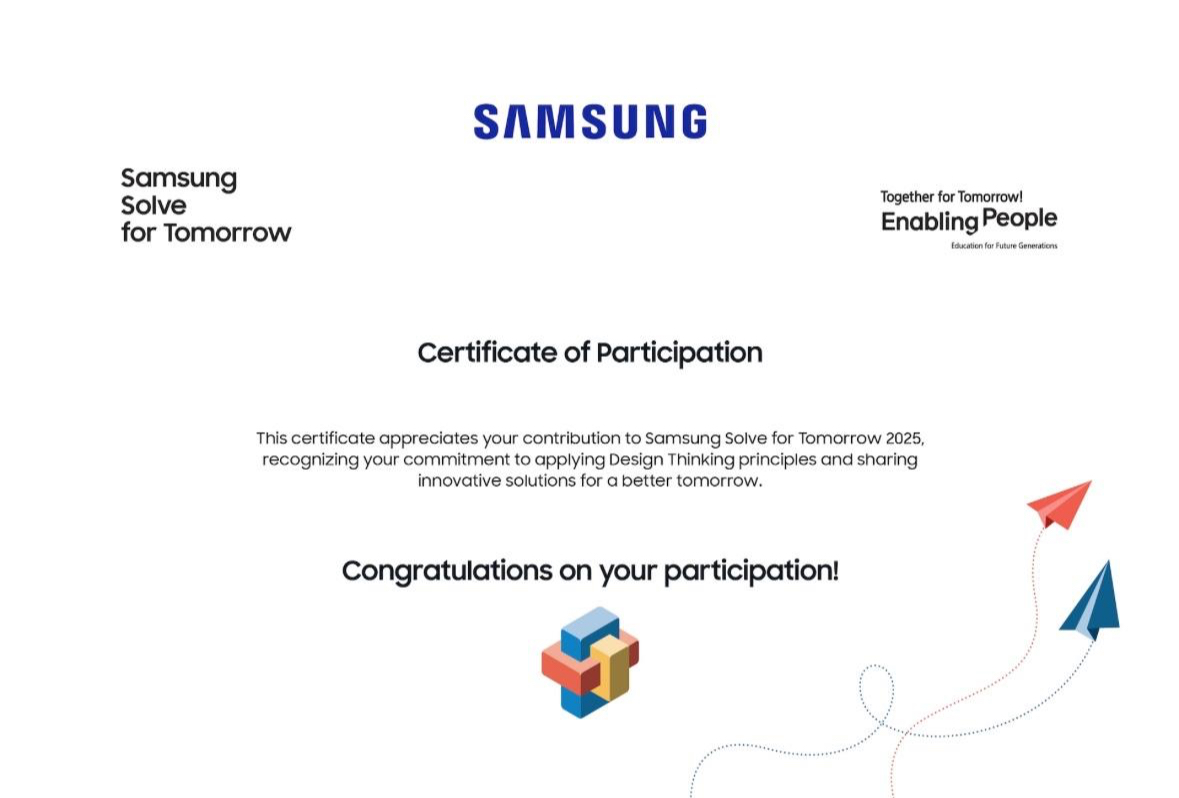 SAMSUNG
Samsung
Solve
for Tomorrow
Together for Tomorrow!
Enabling People
Education for Future Generations
Certificate of Participation
This certificate appreciates your contribution to Samsung Solve for Tomorrow 2025,
recognizing your commitment to applying Design Thinking principles and sharing
innovative solutions for a better tomorrow.
Congratulations on your participation!